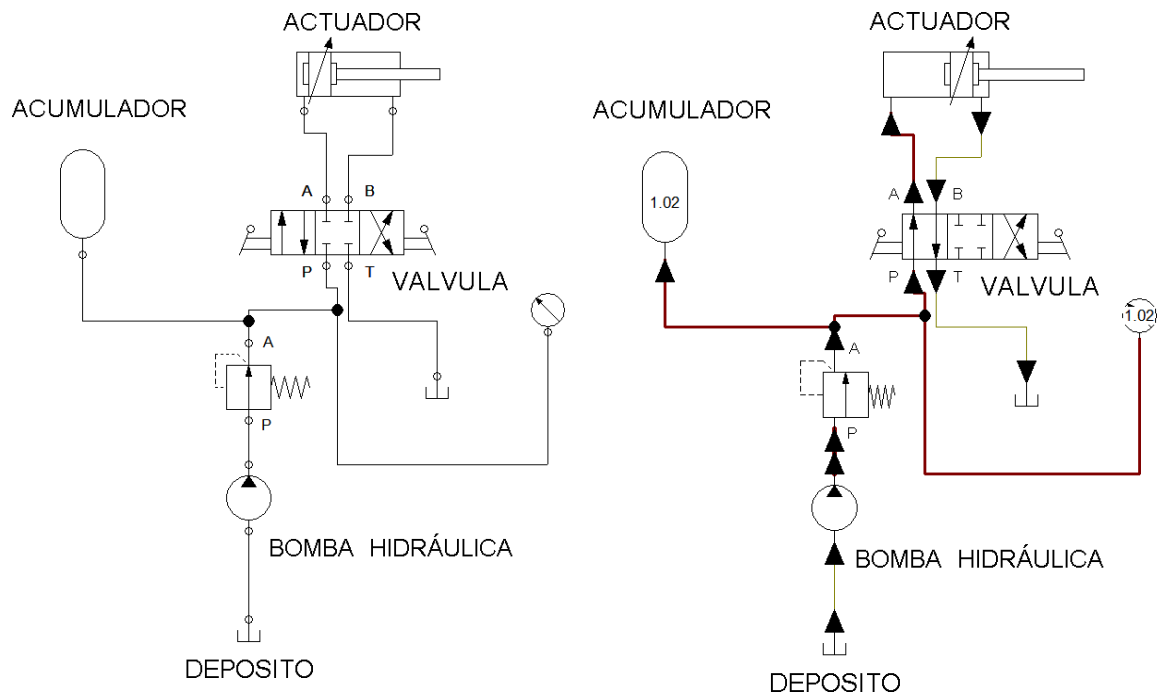 ACTUADOR
ACUMULADOR
A B
P T
VALVULA
A
P
BOMBA HIDRÁULICA
DEPOSITO
ACTUADOR
ACUMULADOR
1.02
A B
P T
VALVULA
1.02
A
P
BOMBA HIDRÁULICA
DEPOSITO